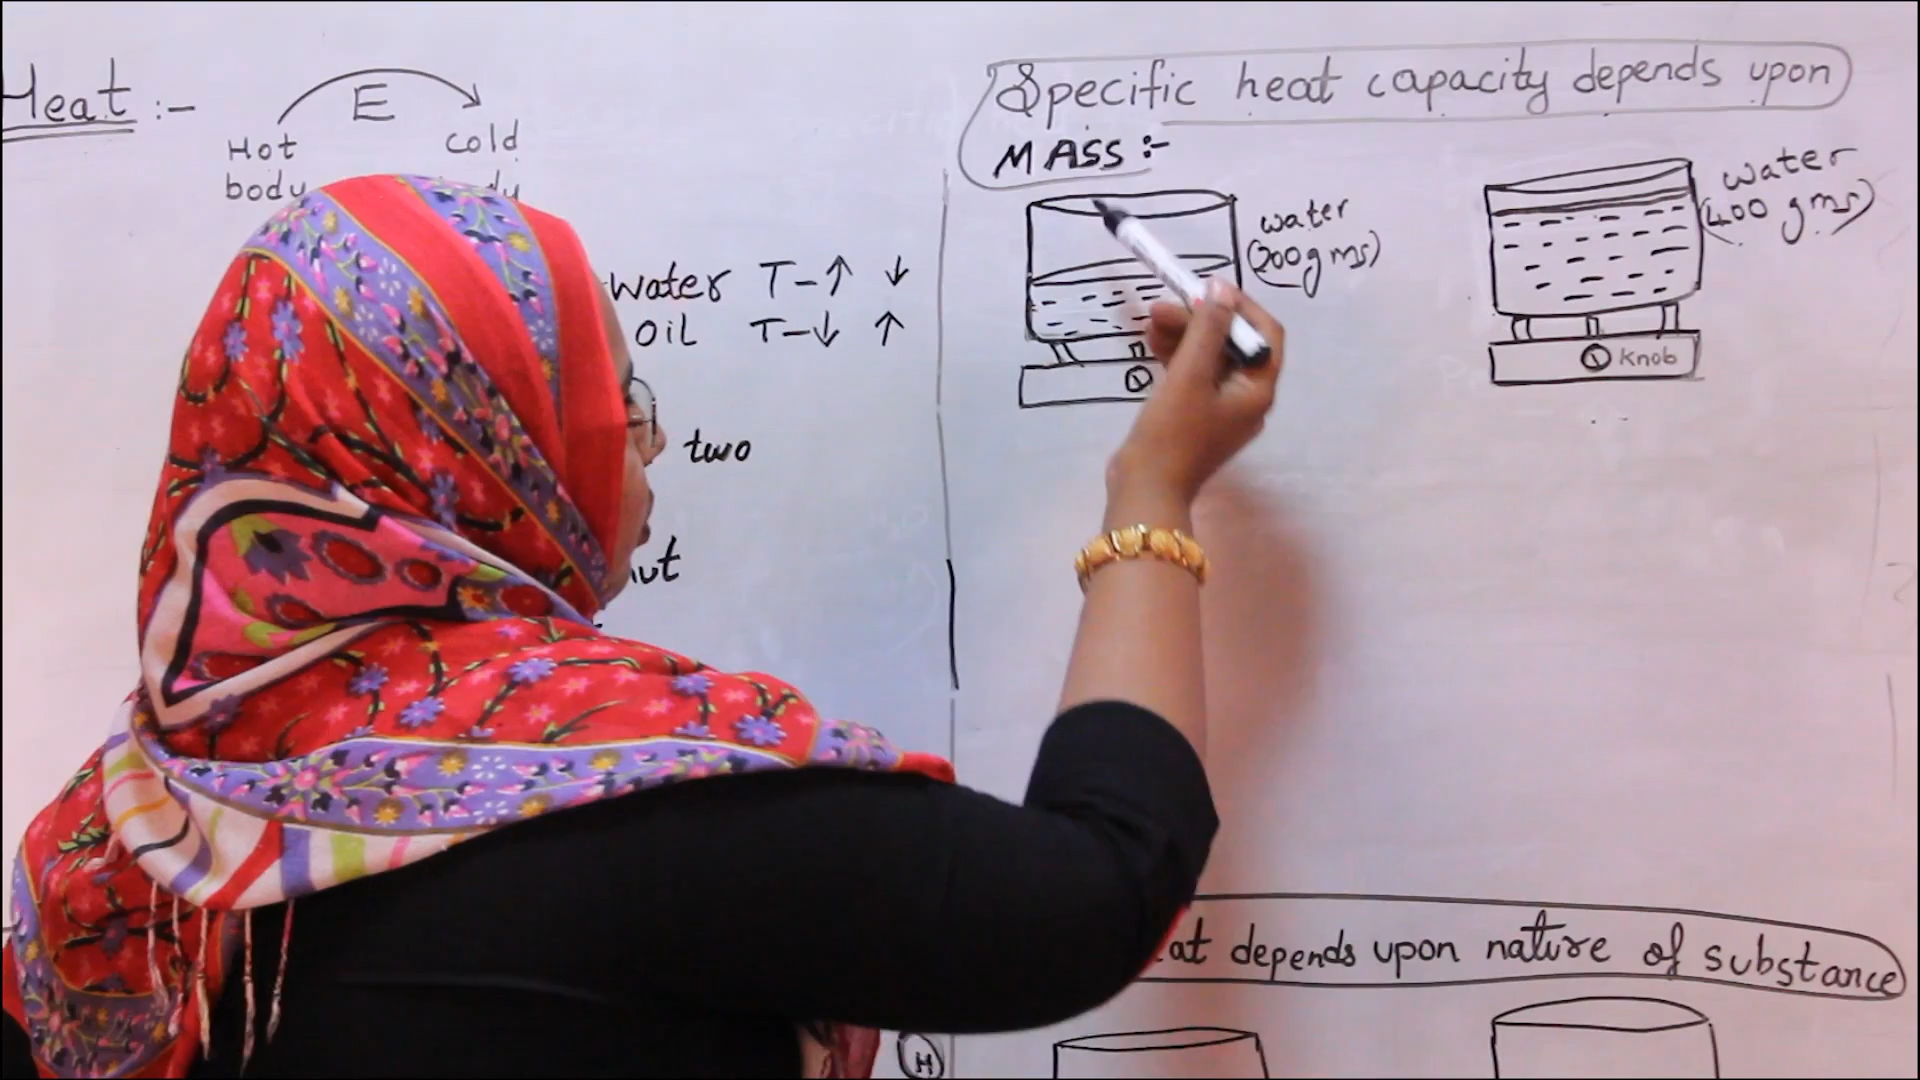 Heat :-
E
Hot
body
Cold
water T-↑ ↓
Oil T-↓ ↑
two
Specific heat capacity depends upon
MASS :-
water
(200 gms)
water
(400 gms)
Knob
depends upon nature of substance
H